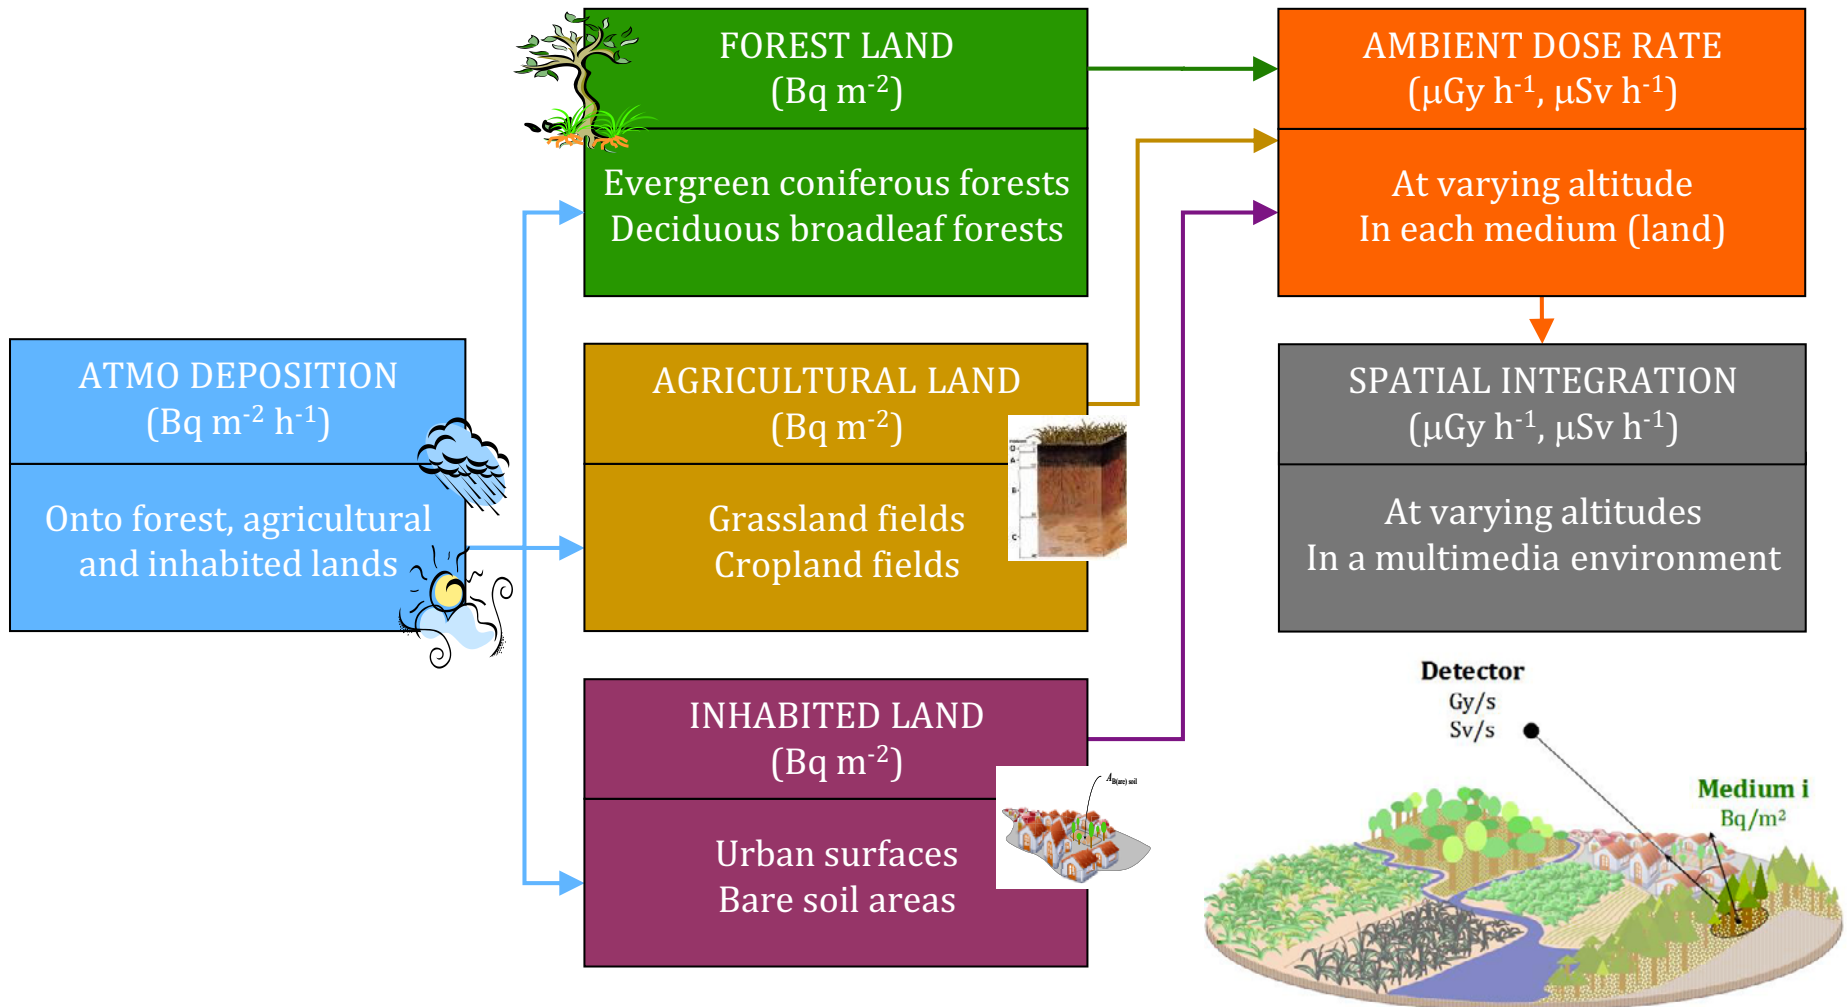 FOREST LAND
(Bq m⁻²)
Evergreen coniferous forests
Deciduous broadleaf forests
AMBIENT DOSE RATE
(μGy h⁻¹, μSv h⁻¹)
At varying altitude
In each medium (land)
ATMO DEPOSITION
(Bq m⁻² h⁻¹)
Onto forest, agricultural
and inhabited lands
AGRICULTURAL LAND
(Bq m⁻²)
Grassland fields
Cropland fields
O
A
B
C
SPATIAL INTEGRATION
(μGy h⁻¹, μSv h⁻¹)
At varying altitudes
In a multimedia environment
INHABITED LAND
(Bq m⁻²)
Urban surfaces
Bare soil areas
A B(are) soil
Detector
Gy/s
Sv/s
Medium i
Bq/m²